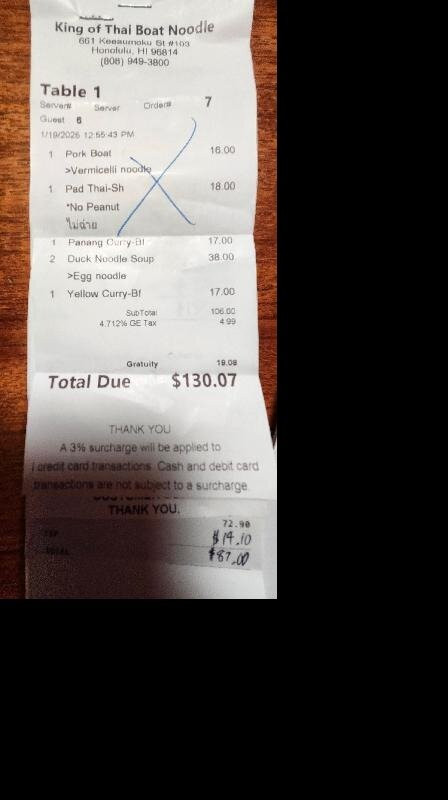 King of Thai Boat Noodle
661 Keeaumoku St #103
Honolulu, HI 96814
(808) 949-3800
Table 1
Server# Server Order# 7
Guest 6
1/19/2026 12:55:43 PM
1 Pork Boat 16.00
>Vermicelli noodle
1 Pad Thai-Sh 18.00
*No Peanut
1 Panang Curry-Bf 17.00
2 Duck Noodle Soup 38.00
>Egg noodle
1 Yellow Curry-Bf 17.00
SubTotal 106.00
4.712% GE Tax 4.99
Gratuity 19.08
Total Due $130.07
THANK YOU
A 3% surcharge will be applied to
credit card transactions. Cash and debit card
transactions are not subject to a surcharge.
THANK YOU.
72.90
TIP $14.10
TOTAL $87.00